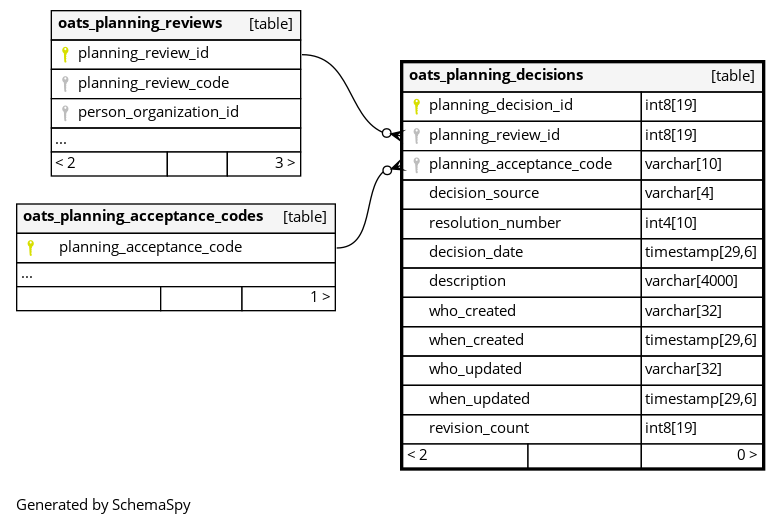 oats_planning_reviews [table]
planning_review_id
planning_review_code
person_organization_id
...
< 2 3 >
oats_planning_acceptance_codes [table]
planning_acceptance_code
...
1 >
oats_planning_decisions [table]
planning_decision_id int8[19]
planning_review_id int8[19]
planning_acceptance_code varchar[10]
decision_source varchar[4]
resolution_number int4[10]
decision_date timestamp[29,6]
description varchar[4000]
who_created varchar[32]
when_created timestamp[29,6]
who_updated varchar[32]
when_updated timestamp[29,6]
revision_count int8[19]
< 2 0 >
Generated by SchemaSpy